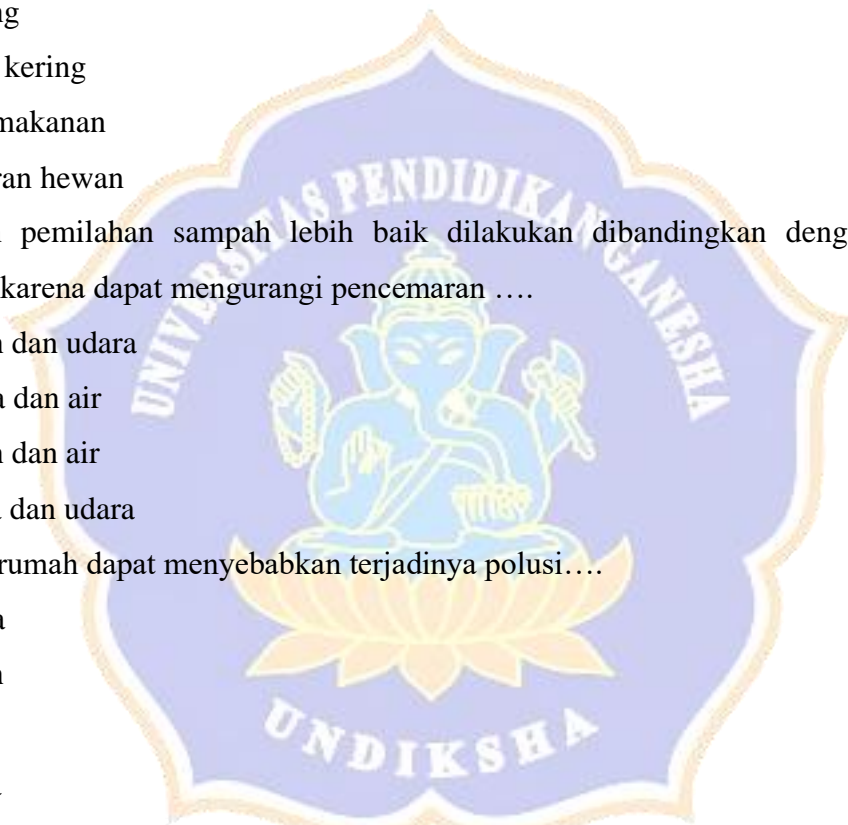 ng
kering
makanan
ran hewan
pemilahan sampah lebih baik dilakukan dibandingkan deng
karena dapat mengurangi pencemaran ….
dan udara
a dan air
dan air
dan udara
rumah dapat menyebabkan terjadinya polusi….
a
UNIVERSITAS PENDIDIKAN GANESHA
UNDIKSHA